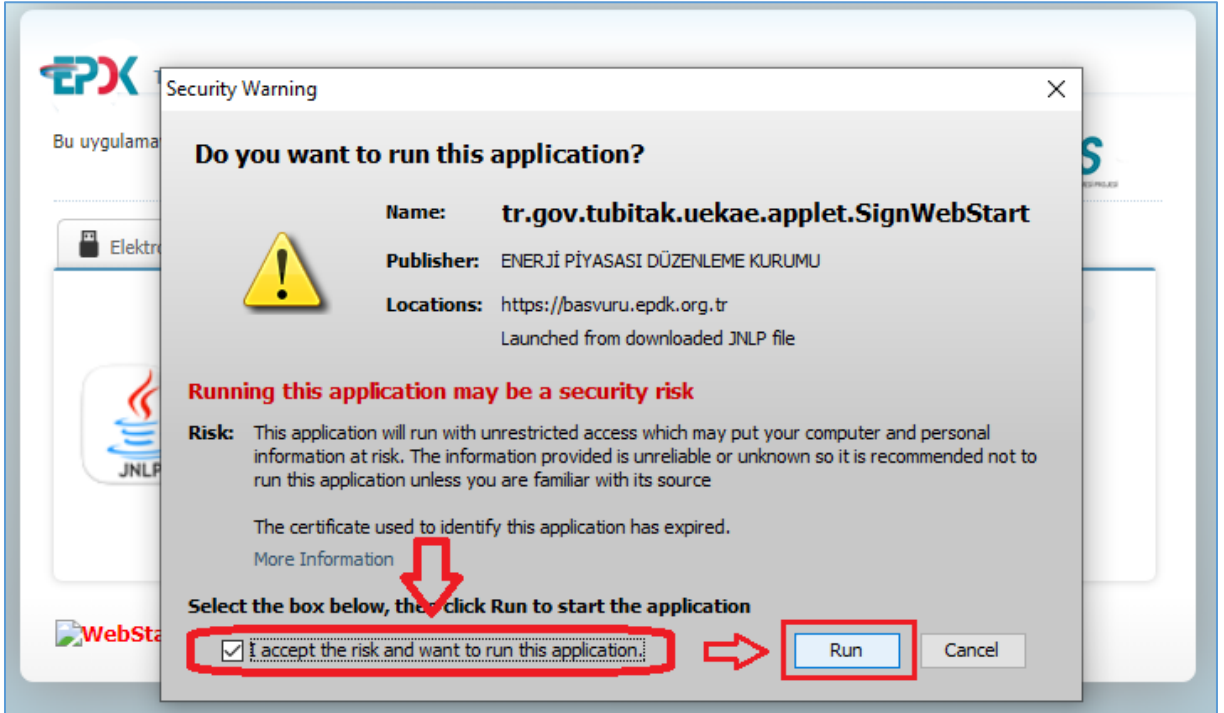 EPDK
Security Warning
Bu uygulama
Do you want to run this application?
Name: tr.gov.tubitak.uekae.applet.SignWebStart
Publisher: ENERJİ PİYASASI DÜZENLEME KURUMU
Elektro
Locations: https://basvuru.epdk.org.tr
Launched from downloaded JNLP file
Running this application may be a security risk
Risk: This application will run with unrestricted access which may put your computer and personal
information at risk. The information provided is unreliable or unknown so it is recommended not to
run this application unless you are familiar with its source
JNLP
The certificate used to identify this application has expired.
More Information
Select the box below, then click Run to start the application
WebSta
I accept the risk and want to run this application.
Run
Cancel